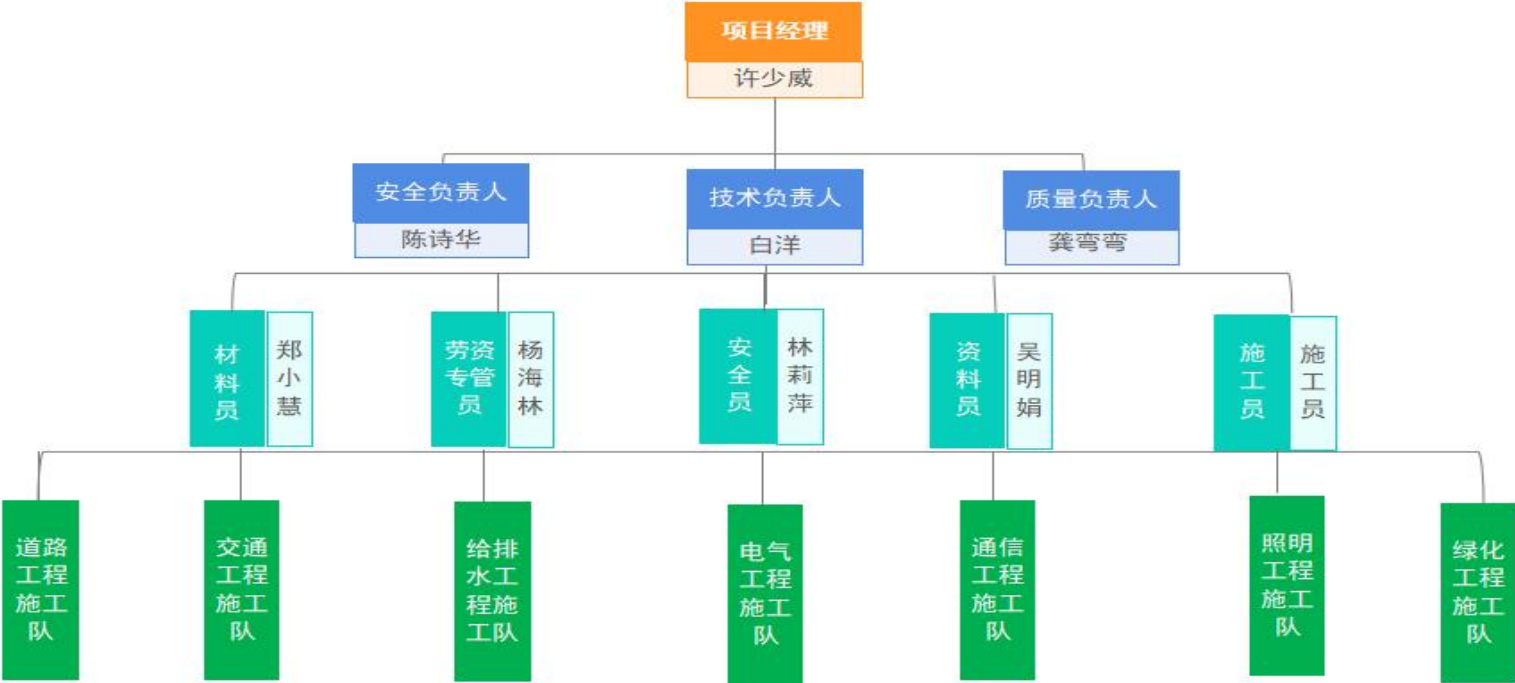 项目经理
许少威
安全负责人
陈诗华
技术负责人
白洋
质量负责人
龚弯弯
材
料
员
郑
小
慧
劳资
专管
员
杨
海
林
安
全
员
林
莉
萍
资
料
员
吴
明
娟
施
工
员
施
工
员
道路
工程
施工
队
交通
工程
施工
队
给排
水工
程施
工队
电气
工程
施工
队
通信
工程
施工
队
照明
工程
施工
队
绿化
工程
施工
队